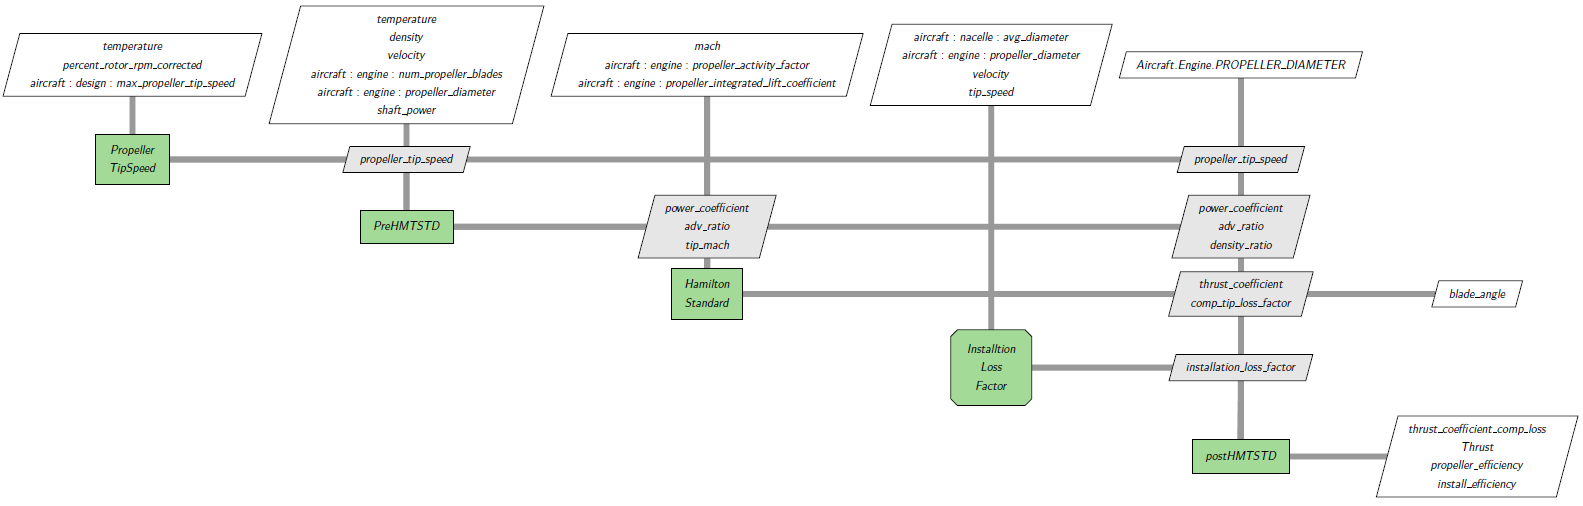 temperature
percent_rotor_rpm_corrected
aircraft : design : max_propeller_tip_speed
temperature
density
velocity
aircraft : engine : num_propeller_blades
aircraft : engine : propeller_diameter
shaft_power
mach
aircraft : engine : propeller_activity_factor
aircraft : engine : propeller_integrated_lift_coefficient
aircraft : nacelle : avg_diameter
aircraft : engine : propeller_diameter
velocity
tip_speed
Aircraft.Engine.PROPELLER_DIAMETER
Propeller
TipSpeed
propeller_tip_speed
propeller_tip_speed
PreHMTSTD
power_coefficient
adv_ratio
tip_mach
power_coefficient
adv_ratio
density_ratio
Hamilton
Standard
thrust_coefficient
comp_tip_loss_factor
blade_angle
Installtion
Loss
Factor
installation_loss_factor
postHMTSTD
thrust_coefficient_comp_loss
Thrust
propeller_efficiency
install_efficiency